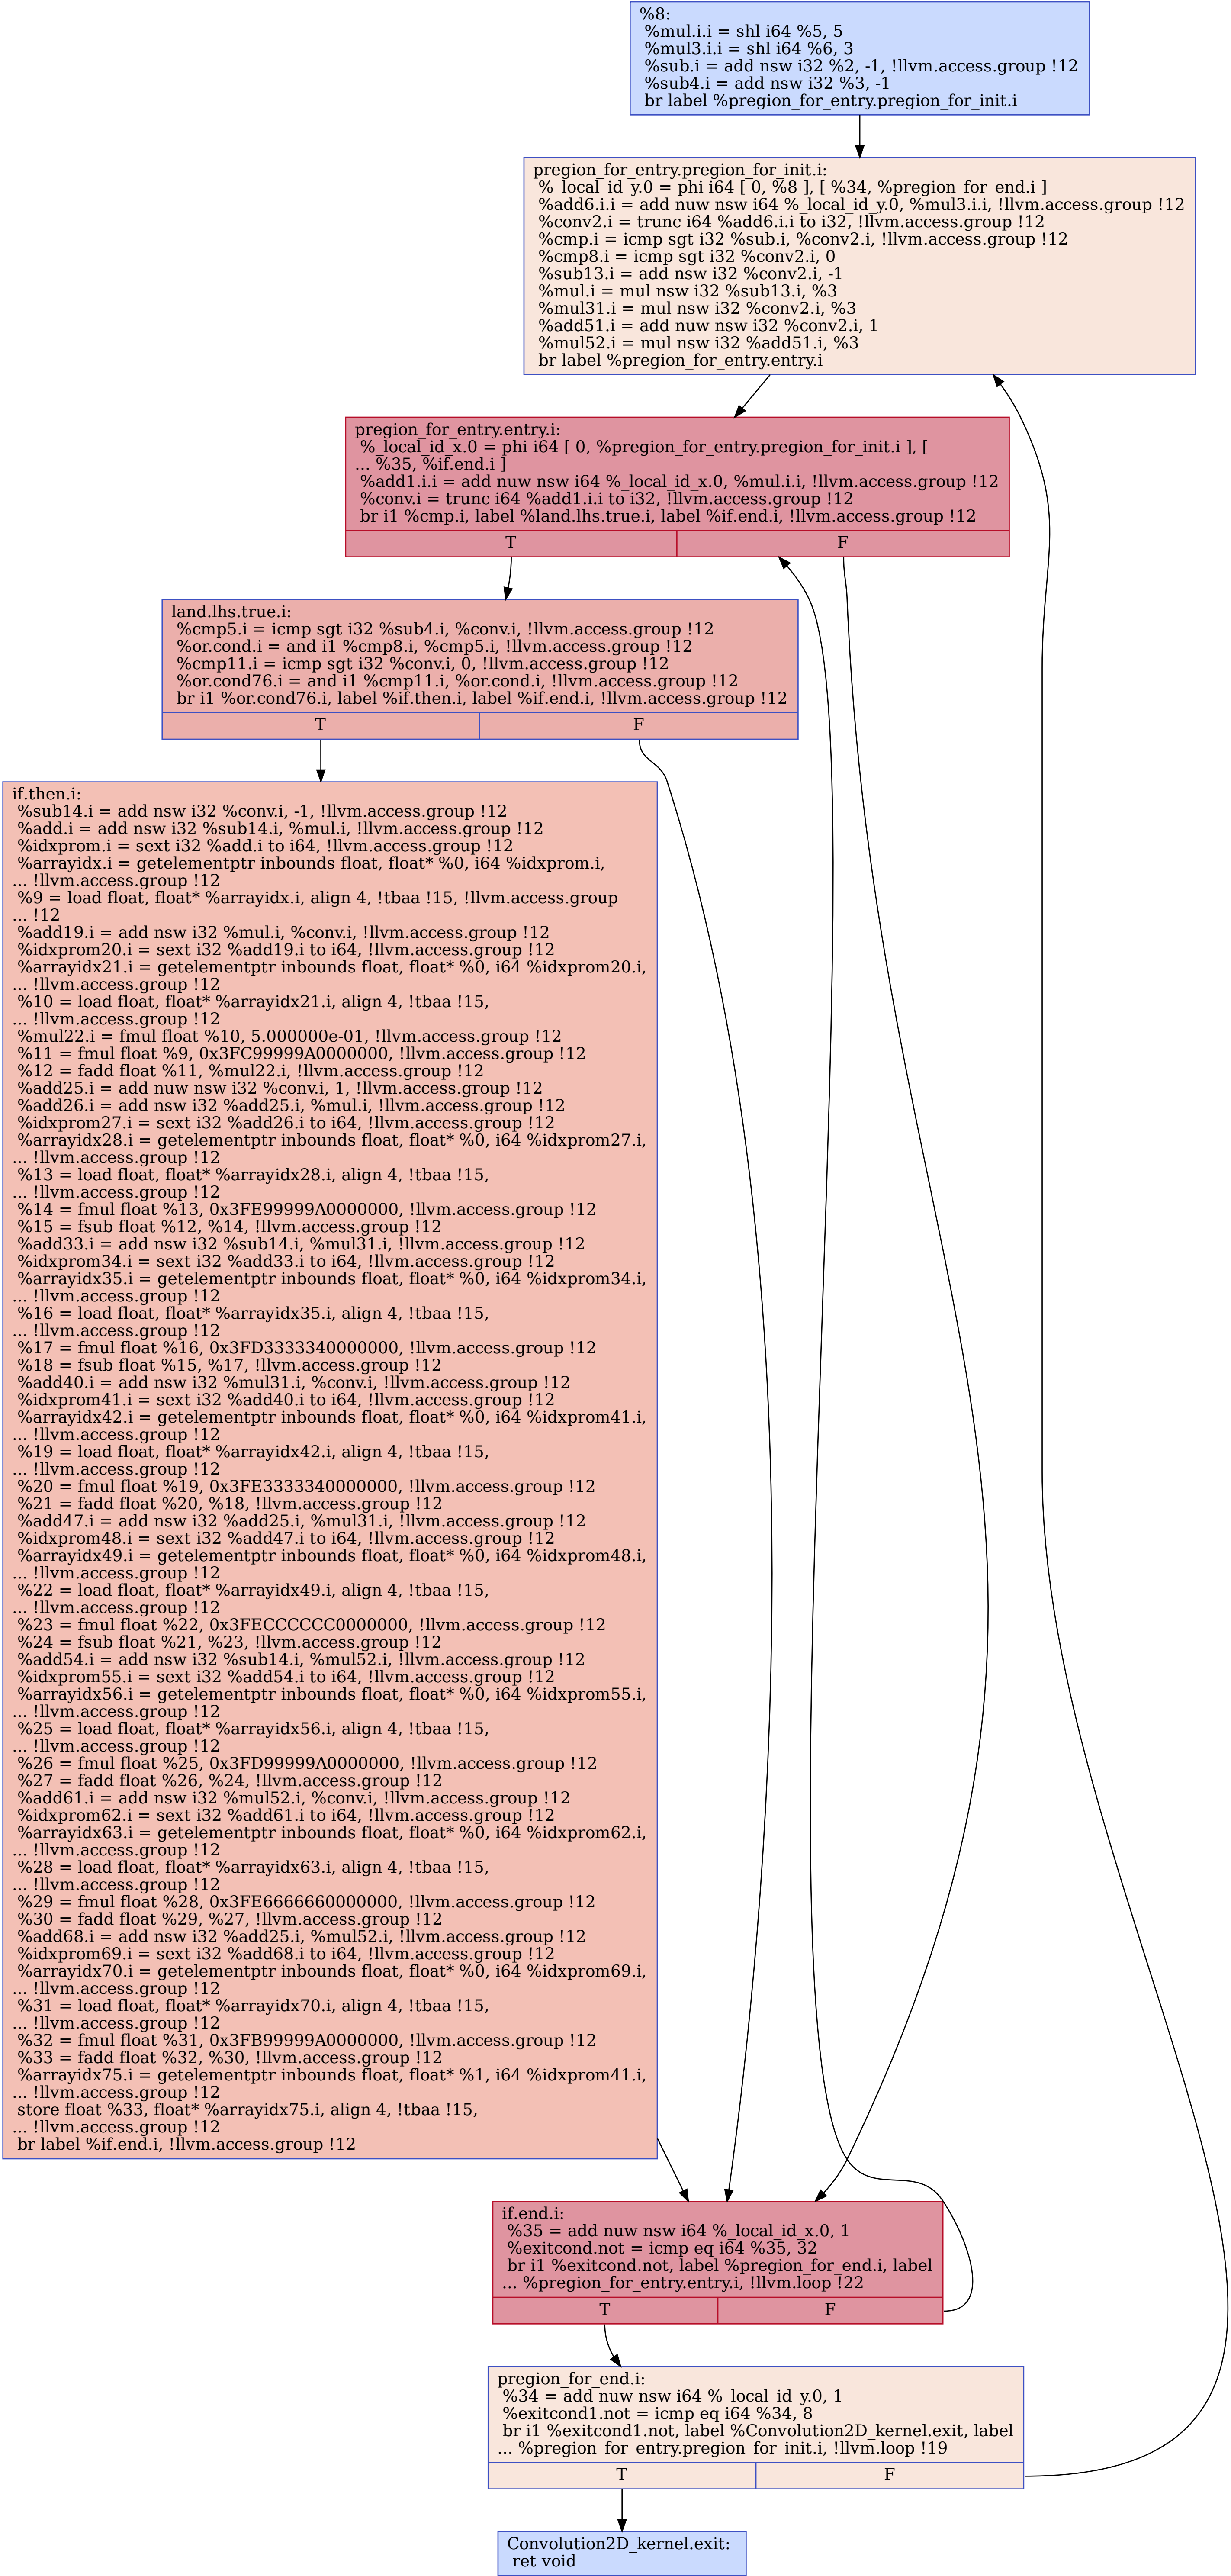 %8:
%mul.i.i = shl i64 %5, 5
%mul3.i.i = shl i64 %6, 3
%sub.i = add nsw i32 %2, -1, !llvm.access.group !12
%sub4.i = add nsw i32 %3, -1
br label %pregion_for_entry.pregion_for_init.i
pregion_for_entry.pregion_for_init.i:
%_local_id_y.0 = phi i64 [ 0, %8 ], [ %34, %pregion_for_end.i ]
%add6.i.i = add nuw nsw i64 %_local_id_y.0, %mul3.i.i, !llvm.access.group !12
%conv2.i = trunc i64 %add6.i.i to i32, !llvm.access.group !12
%cmp.i = icmp sgt i32 %sub.i, %conv2.i, !llvm.access.group !12
%cmp8.i = icmp sgt i32 %conv2.i, 0
%sub13.i = add nsw i32 %conv2.i, -1
%mul.i = mul nsw i32 %sub13.i, %3
%mul31.i = mul nsw i32 %conv2.i, %3
%add51.i = add nuw nsw i32 %conv2.i, 1
%mul52.i = mul nsw i32 %add51.i, %3
br label %pregion_for_entry.entry.i
pregion_for_entry.entry.i:
%_local_id_x.0 = phi i64 [ 0, %pregion_for_entry.pregion_for_init.i ], [
... %35, %if.end.i ]
%add1.i.i = add nuw nsw i64 %_local_id_x.0, %mul.i.i, !llvm.access.group !12
%conv.i = trunc i64 %add1.i.i to i32, !llvm.access.group !12
br i1 %cmp.i, label %land.lhs.true.i, label %if.end.i, !llvm.access.group !12
T F
land.lhs.true.i:
%cmp5.i = icmp sgt i32 %sub4.i, %conv.i, !llvm.access.group !12
%or.cond.i = and i1 %cmp8.i, %cmp5.i, !llvm.access.group !12
%cmp11.i = icmp sgt i32 %conv.i, 0, !llvm.access.group !12
%or.cond76.i = and i1 %cmp11.i, %or.cond.i, !llvm.access.group !12
br i1 %or.cond76.i, label %if.then.i, label %if.end.i, !llvm.access.group !12
T F
if.then.i:
%sub14.i = add nsw i32 %conv.i, -1, !llvm.access.group !12
%add.i = add nsw i32 %sub14.i, %mul.i, !llvm.access.group !12
%idxprom.i = sext i32 %add.i to i64, !llvm.access.group !12
%arrayidx.i = getelementptr inbounds float, float* %0, i64 %idxprom.i,
... !llvm.access.group !12
%9 = load float, float* %arrayidx.i, align 4, !tbaa !15, !llvm.access.group
... !12
%add19.i = add nsw i32 %mul.i, %conv.i, !llvm.access.group !12
%idxprom20.i = sext i32 %add19.i to i64, !llvm.access.group !12
%arrayidx21.i = getelementptr inbounds float, float* %0, i64 %idxprom20.i,
... !llvm.access.group !12
%10 = load float, float* %arrayidx21.i, align 4, !tbaa !15,
... !llvm.access.group !12
%mul22.i = fmul float %10, 5.000000e-01, !llvm.access.group !12
%11 = fmul float %9, 0x3FC99999A0000000, !llvm.access.group !12
%12 = fadd float %11, %mul22.i, !llvm.access.group !12
%add25.i = add nuw nsw i32 %conv.i, 1, !llvm.access.group !12
%add26.i = add nsw i32 %add25.i, %mul.i, !llvm.access.group !12
%idxprom27.i = sext i32 %add26.i to i64, !llvm.access.group !12
%arrayidx28.i = getelementptr inbounds float, float* %0, i64 %idxprom27.i,
... !llvm.access.group !12
%13 = load float, float* %arrayidx28.i, align 4, !tbaa !15,
... !llvm.access.group !12
%14 = fmul float %13, 0x3FE99999A0000000, !llvm.access.group !12
%15 = fsub float %12, %14, !llvm.access.group !12
%add33.i = add nsw i32 %sub14.i, %mul31.i, !llvm.access.group !12
%idxprom34.i = sext i32 %add33.i to i64, !llvm.access.group !12
%arrayidx35.i = getelementptr inbounds float, float* %0, i64 %idxprom34.i,
... !llvm.access.group !12
%16 = load float, float* %arrayidx35.i, align 4, !tbaa !15,
... !llvm.access.group !12
%17 = fmul float %16, 0x3FD3333340000000, !llvm.access.group !12
%18 = fsub float %15, %17, !llvm.access.group !12
%add40.i = add nsw i32 %mul31.i, %conv.i, !llvm.access.group !12
%idxprom41.i = sext i32 %add40.i to i64, !llvm.access.group !12
%arrayidx42.i = getelementptr inbounds float, float* %0, i64 %idxprom41.i,
... !llvm.access.group !12
%19 = load float, float* %arrayidx42.i, align 4, !tbaa !15,
... !llvm.access.group !12
%20 = fmul float %19, 0x3FE3333340000000, !llvm.access.group !12
%21 = fadd float %20, %18, !llvm.access.group !12
%add47.i = add nsw i32 %add25.i, %mul31.i, !llvm.access.group !12
%idxprom48.i = sext i32 %add47.i to i64, !llvm.access.group !12
%arrayidx49.i = getelementptr inbounds float, float* %0, i64 %idxprom48.i,
... !llvm.access.group !12
%22 = load float, float* %arrayidx49.i, align 4, !tbaa !15,
... !llvm.access.group !12
%23 = fmul float %22, 0x3FECCCCCC0000000, !llvm.access.group !12
%24 = fsub float %21, %23, !llvm.access.group !12
%add54.i = add nsw i32 %sub14.i, %mul52.i, !llvm.access.group !12
%idxprom55.i = sext i32 %add54.i to i64, !llvm.access.group !12
%arrayidx56.i = getelementptr inbounds float, float* %0, i64 %idxprom55.i,
... !llvm.access.group !12
%25 = load float, float* %arrayidx56.i, align 4, !tbaa !15,
... !llvm.access.group !12
%26 = fmul float %25, 0x3FD99999A0000000, !llvm.access.group !12
%27 = fadd float %26, %24, !llvm.access.group !12
%add61.i = add nsw i32 %mul52.i, %conv.i, !llvm.access.group !12
%idxprom62.i = sext i32 %add61.i to i64, !llvm.access.group !12
%arrayidx63.i = getelementptr inbounds float, float* %0, i64 %idxprom62.i,
... !llvm.access.group !12
%28 = load float, float* %arrayidx63.i, align 4, !tbaa !15,
... !llvm.access.group !12
%29 = fmul float %28, 0x3FE6666660000000, !llvm.access.group !12
%30 = fadd float %29, %27, !llvm.access.group !12
%add68.i = add nsw i32 %add25.i, %mul52.i, !llvm.access.group !12
%idxprom69.i = sext i32 %add68.i to i64, !llvm.access.group !12
%arrayidx70.i = getelementptr inbounds float, float* %0, i64 %idxprom69.i,
... !llvm.access.group !12
%31 = load float, float* %arrayidx70.i, align 4, !tbaa !15,
... !llvm.access.group !12
%32 = fmul float %31, 0x3FB99999A0000000, !llvm.access.group !12
%33 = fadd float %32, %30, !llvm.access.group !12
%arrayidx75.i = getelementptr inbounds float, float* %1, i64 %idxprom41.i,
... !llvm.access.group !12
store float %33, float* %arrayidx75.i, align 4, !tbaa !15,
... !llvm.access.group !12
br label %if.end.i, !llvm.access.group !12
if.end.i:
%35 = add nuw nsw i64 %_local_id_x.0, 1
%exitcond.not = icmp eq i64 %35, 32
br i1 %exitcond.not, label %pregion_for_end.i, label
... %pregion_for_entry.entry.i, !llvm.loop !22
T F
pregion_for_end.i:
%34 = add nuw nsw i64 %_local_id_y.0, 1
%exitcond1.not = icmp eq i64 %34, 8
br i1 %exitcond1.not, label %Convolution2D_kernel.exit, label
... %pregion_for_entry.pregion_for_init.i, !llvm.loop !19
T F
Convolution2D_kernel.exit:
ret void